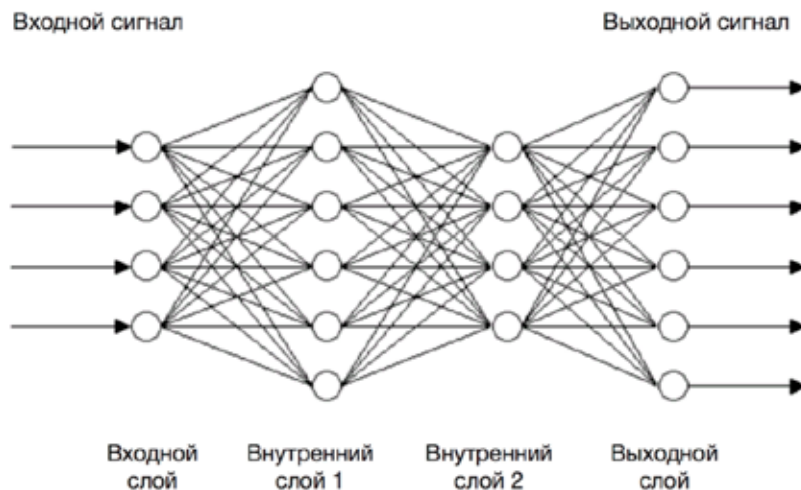 Входной сигнал
Выходной сигнал
Входной
слой
Внутренний
слой 1
Внутренний
слой 2
Выходной
слой